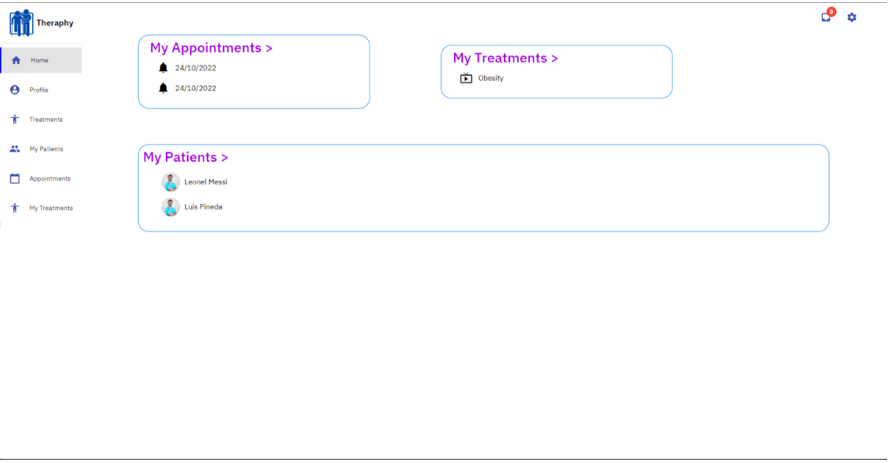 Theraphy
Home
Profile
Treatments
My Patients
Appointments
My Treatments
My Appointments >
24/10/2022
24/10/2022
My Treatments >
Obesity
My Patients >
Leonel Messi
Luis Pineda